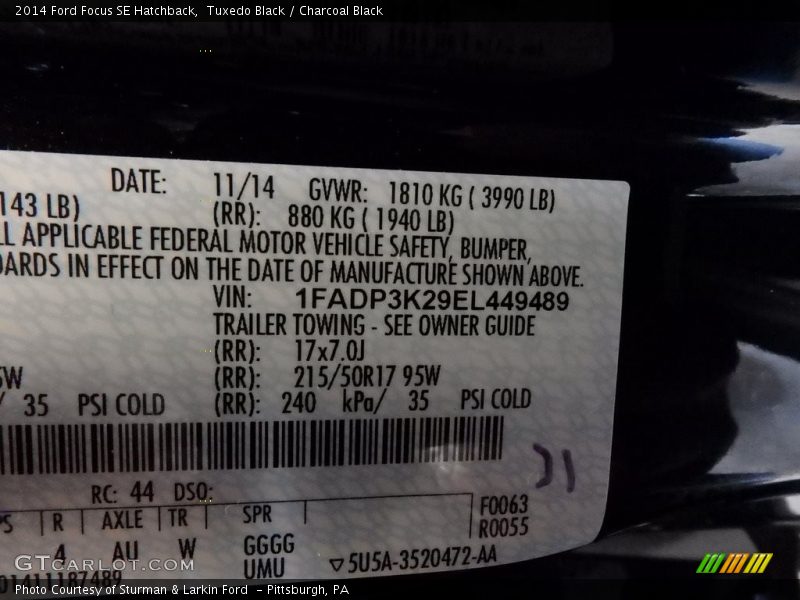 2014 Ford Focus SE Hatchback,  Tuxedo Black / Charcoal Black
DATE: 11/14 GVWR: 1810 KG ( 3990 LB)
143 LB) (RR): 880 KG ( 1940 LB)
L APPLICABLE FEDERAL MOTOR VEHICLE SAFETY, BUMPER,
DARDS IN EFFECT ON THE DATE OF MANUFACTURE SHOWN ABOVE.
VIN: 1FADP3K29EL449489
TRAILER TOWING - SEE OWNER GUIDE
(RR): 17x7.0J
5W (RR): 215/50R17 95W
/ 35 PSI COLD (RR): 240 kPa/ 35 PSI COLD
RC: 44 DSO:
PS R AXLE TR SPR F0063
R0055
4 AU W GGGG
UMU ▽5U5A-3520472-AA
01411187489
GTCARLOT.COM
Photo Courtesy of Sturman & Larkin Ford  - Pittsburgh, PA